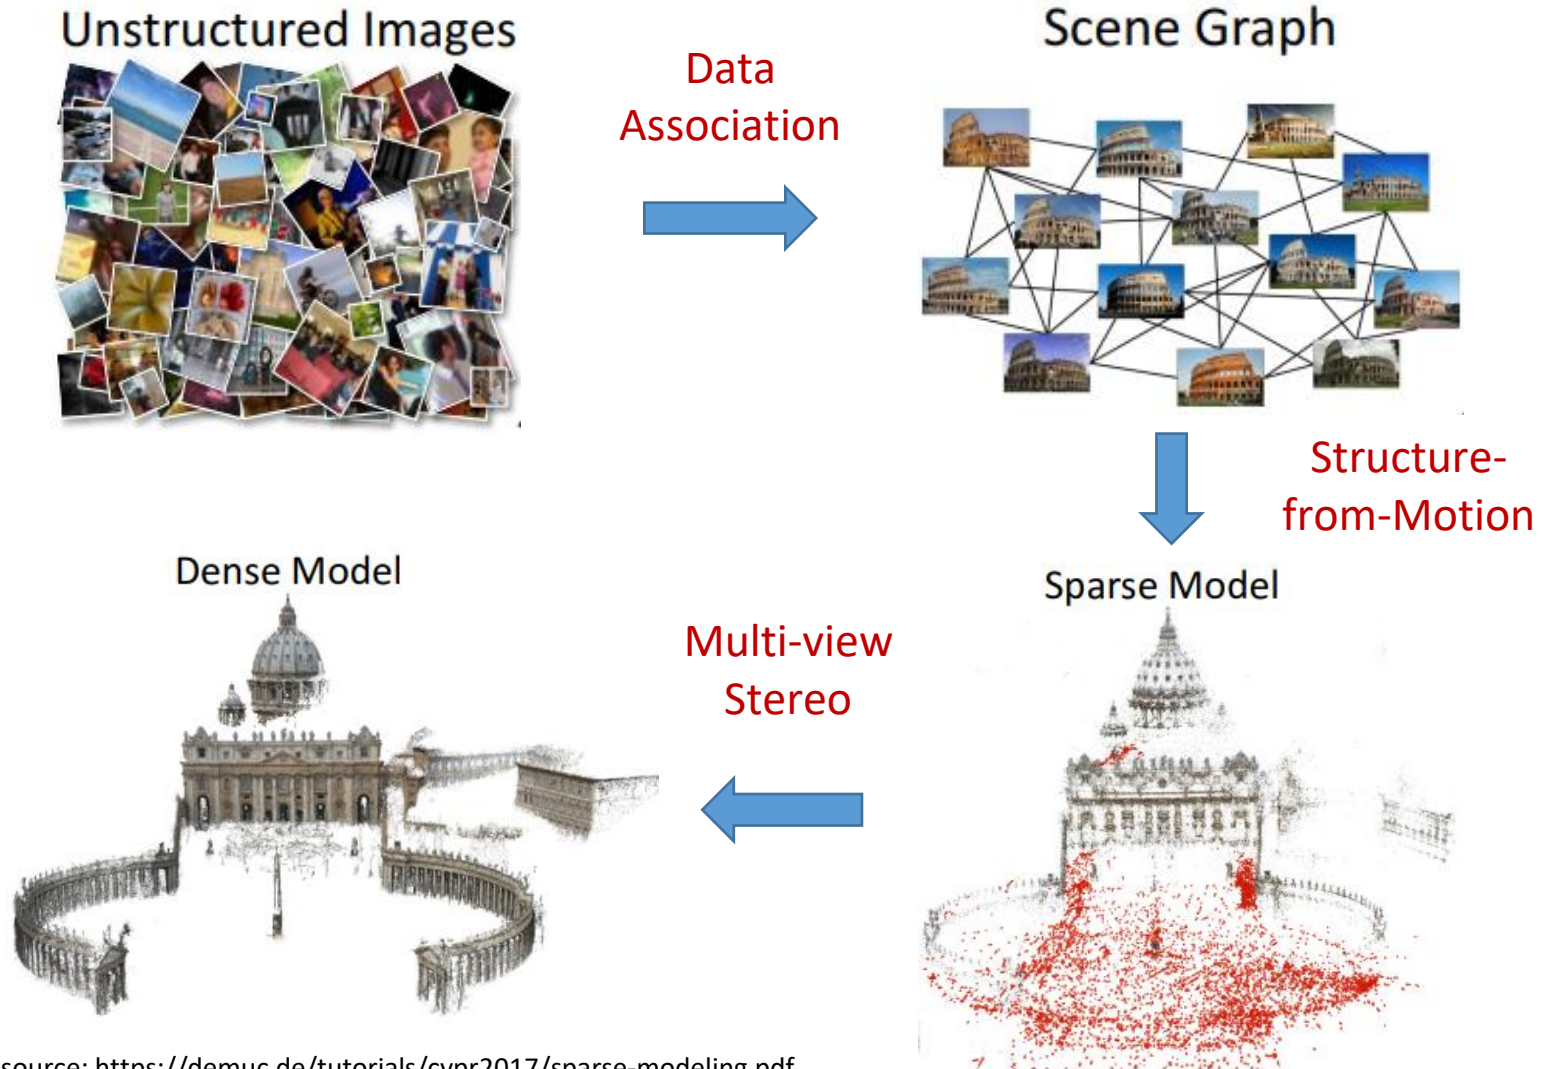 Unstructured Images
Data
Association
Scene Graph
Structure-
from-Motion
Dense Model
Sparse Model
Multi-view
Stereo
source: https://demuc.de/tutorials/cvpr2017/sparse-modeling.pdf